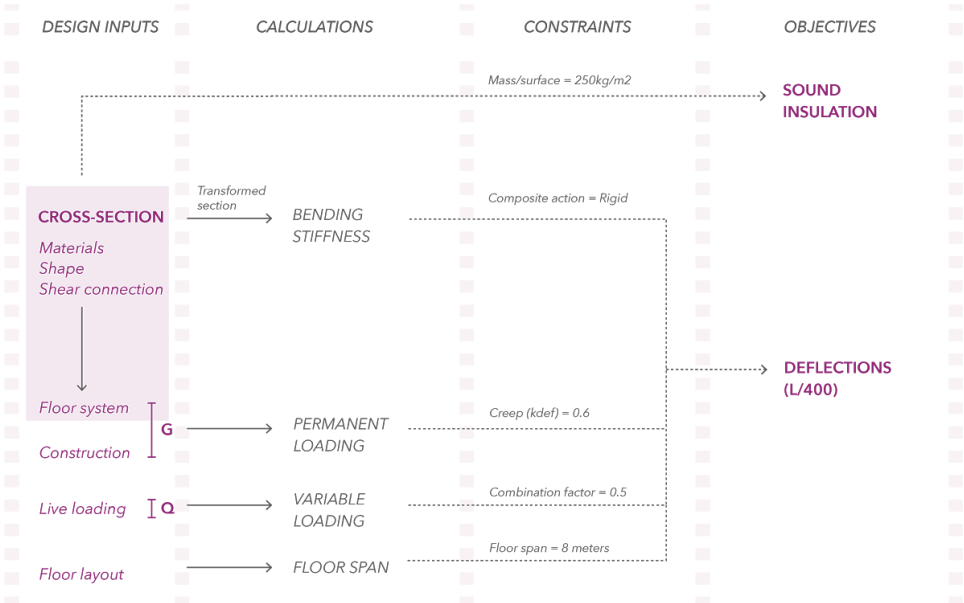 DESIGN INPUTS
CALCULATIONS
CONSTRAINTS
OBJECTIVES
Mass/surface = 250kg/m2
SOUND
INSULATION
CROSS-SECTION
Materials
Shape
Shear connection
Transformed
section
BENDING
STIFFNESS
Composite action = Rigid
DEFLECTIONS
(L/400)
Floor system
Construction
G
PERMANENT
LOADING
Creep (kdef) = 0.6
Live loading
Q
VARIABLE
LOADING
Combination factor = 0.5
Floor layout
FLOOR SPAN
Floor span = 8 meters